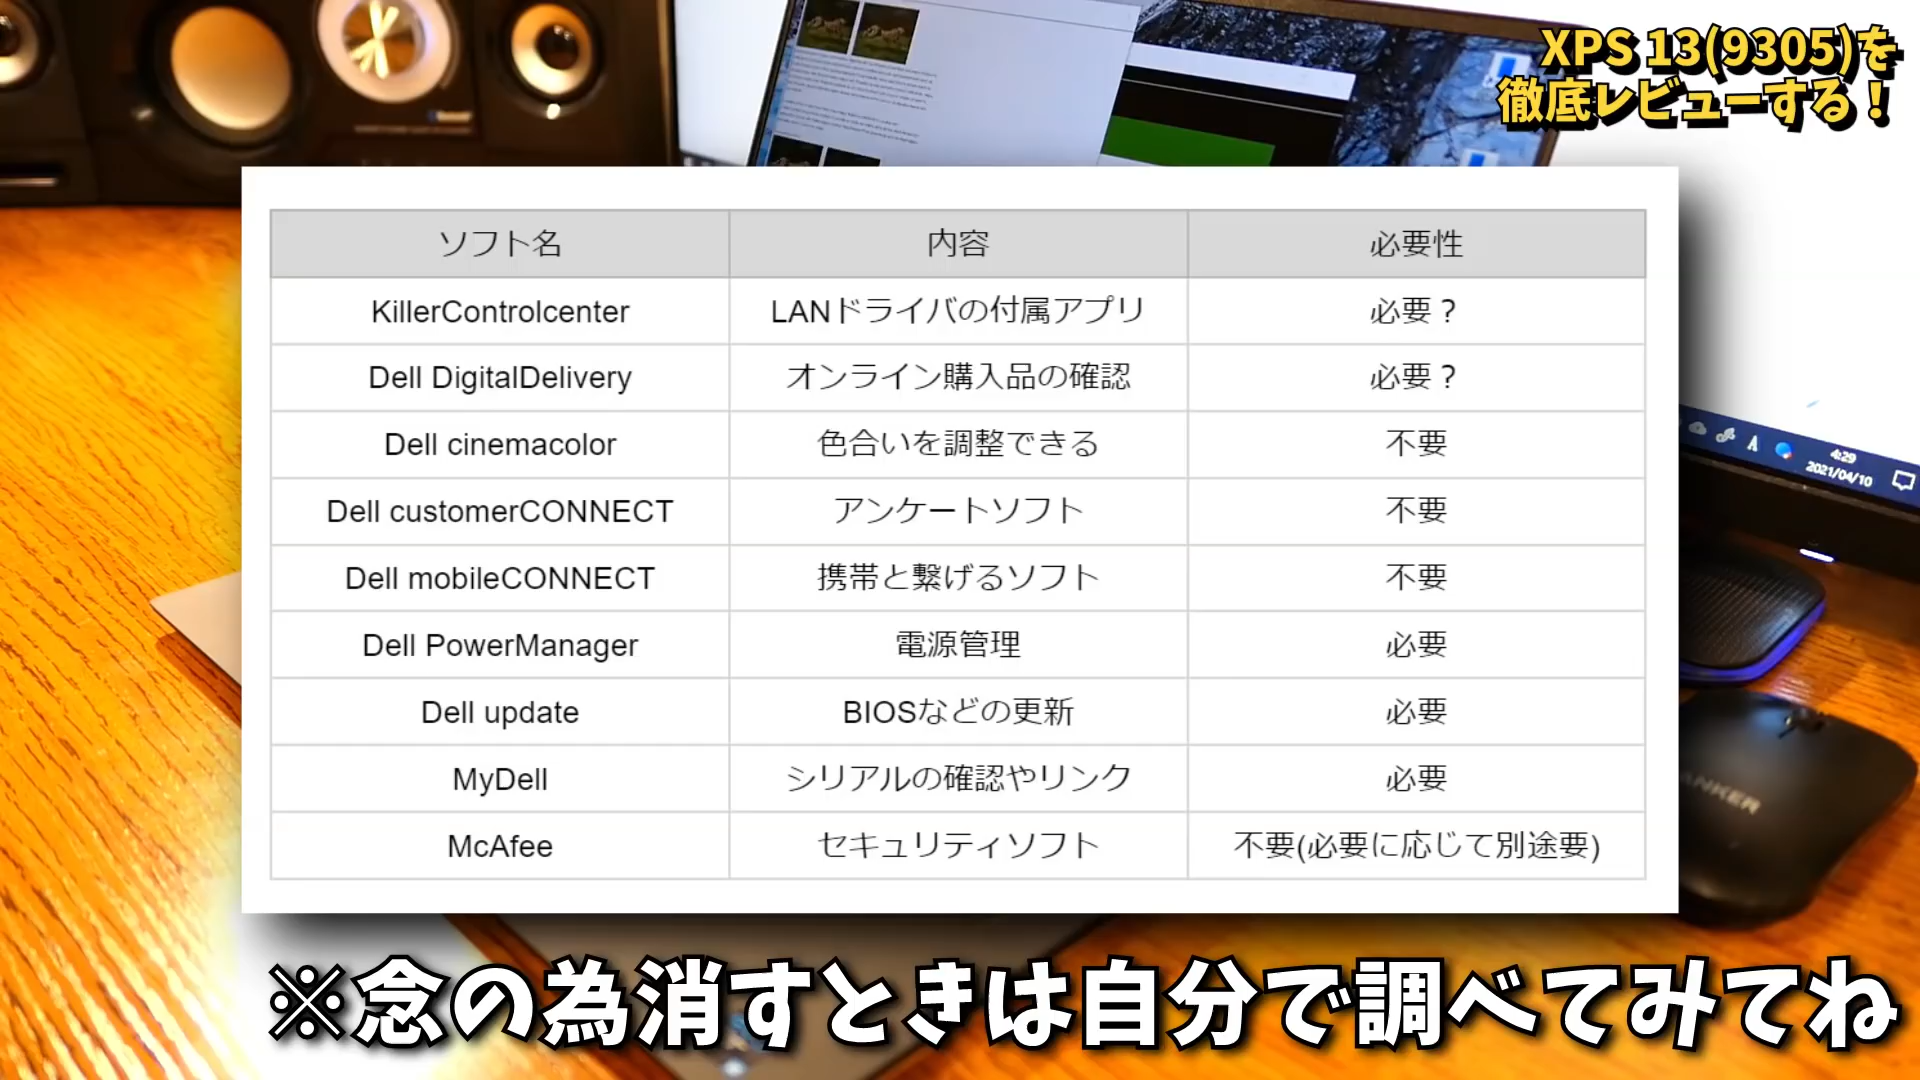 XPS 13(9305)を
徹底レビューする！
ソフト名 内容 必要性
KillerControlcenter LANドライバの付属アプリ 必要？
Dell DigitalDelivery オンライン購入品の確認 必要？
Dell cinemacolor 色合いを調整できる 不要
Dell customerCONNECT アンケートソフト 不要
Dell mobileCONNECT 携帯と繋げるソフト 不要
Dell PowerManager 電源管理 必要
Dell update BIOSなどの更新 必要
MyDell シリアルの確認やリンク 必要
McAfee セキュリティソフト 不要(必要に応じて別途要)
A 4:29
2021/04/10
ANKER
※念の為消すときは自分で調べてみてね